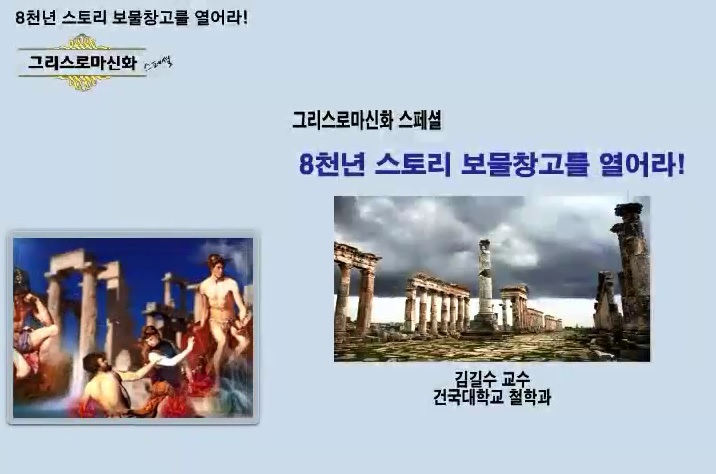 8천년 스토리 보물창고를 열어라!
그리스로마신화 스페셜
그리스로마신화 스페셜
8천년 스토리 보물창고를 열어라!
김길수 교수
건국대학교 철학과